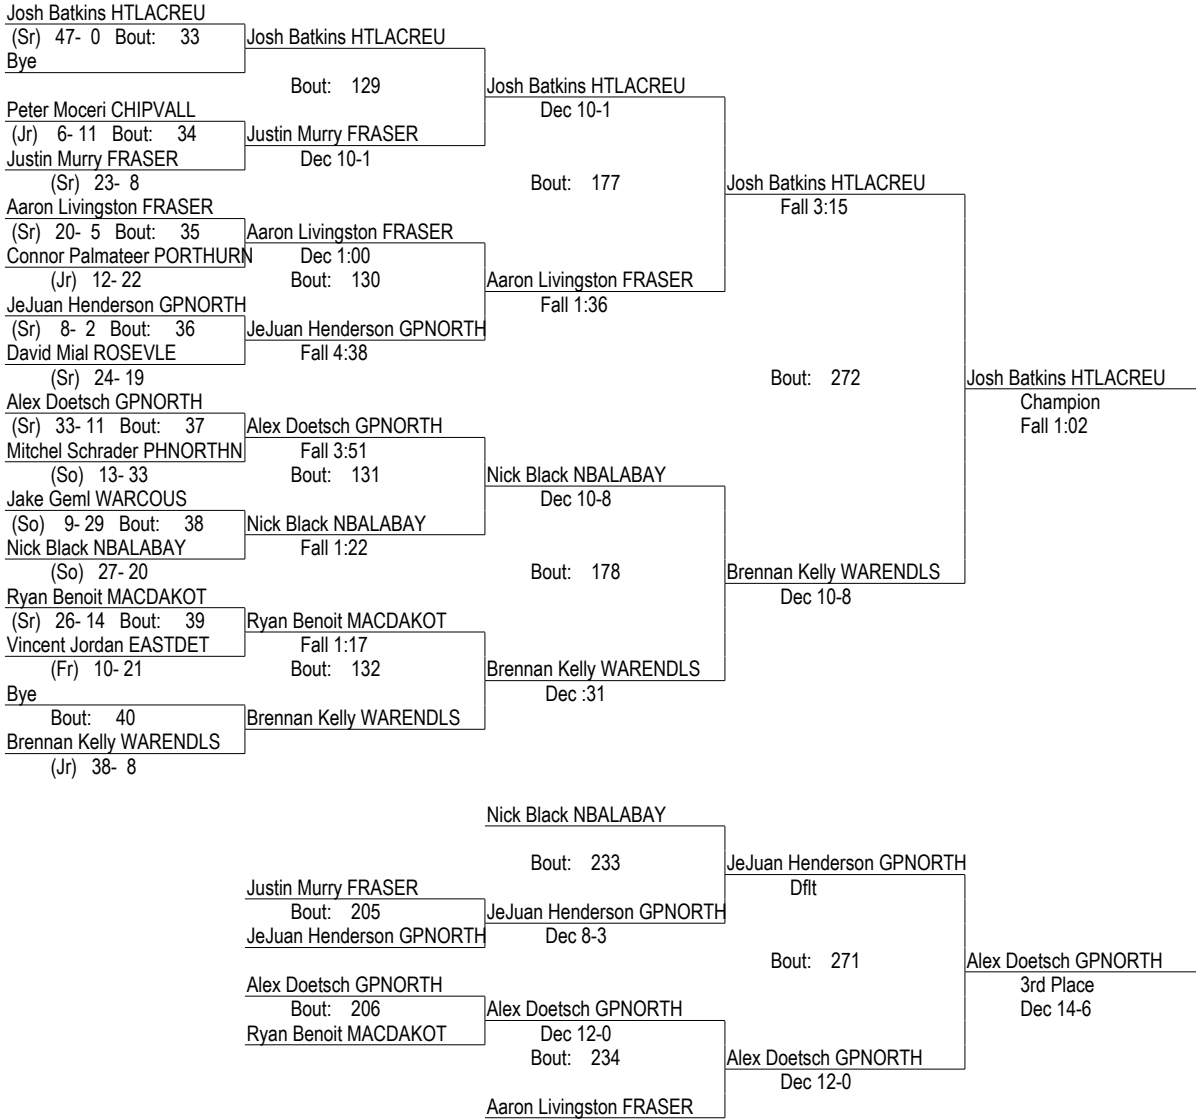 Josh Batkins HTLACREU
(Sr) 47- 0 Bout: 33 Josh Batkins HTLACREU
Bye
Bout: 129 Josh Batkins HTLACREU
Peter Moceri CHIPVALL Dec 10-1
(Jr) 6- 11 Bout: 34 Justin Murry FRASER
Justin Murry FRASER Dec 10-1
(Sr) 23- 8 Bout: 177 Josh Batkins HTLACREU
Aaron Livingston FRASER Fall 3:15
(Sr) 20- 5 Bout: 35 Aaron Livingston FRASER
Connor Palmateer PORTHURN Dec 1:00
(Jr) 12- 22 Bout: 130 Aaron Livingston FRASER
JeJuan Henderson GPNORTH Fall 1:36
(Sr) 8- 2 Bout: 36 JeJuan Henderson GPNORTH
David Mial ROSEVLE Fall 4:38
(Sr) 24- 19 Bout: 272 Josh Batkins HTLACREU
Alex Doetsch GPNORTH Champion
(Sr) 33- 11 Bout: 37 Alex Doetsch GPNORTH Fall 1:02
Mitchel Schrader PHNORTHN Fall 3:51
(So) 13- 33 Bout: 131 Nick Black NBALABAY
Jake Geml WARCOUS Dec 10-8
(So) 9- 29 Bout: 38 Nick Black NBALABAY
Nick Black NBALABAY Fall 1:22
(So) 27- 20 Bout: 178 Brennan Kelly WARENDLS
Ryan Benoit MACDAKOT Dec 10-8
(Sr) 26- 14 Bout: 39 Ryan Benoit MACDAKOT
Vincent Jordan EASTDET Fall 1:17
(Fr) 10- 21 Bout: 132 Brennan Kelly WARENDLS
Bye Dec :31
Bout: 40 Brennan Kelly WARENDLS
Brennan Kelly WARENDLS
(Jr) 38- 8
Nick Black NBALABAY
Bout: 233 JeJuan Henderson GPNORTH
Justin Murry FRASER Dflt
Bout: 205 JeJuan Henderson GPNORTH
JeJuan Henderson GPNORTH Dec 8-3
Bout: 271 Alex Doetsch GPNORTH
Alex Doetsch GPNORTH 3rd Place
Bout: 206 Alex Doetsch GPNORTH Dec 14-6
Ryan Benoit MACDAKOT Dec 12-0
Bout: 234 Alex Doetsch GPNORTH
Dec 12-0
Aaron Livingston FRASER